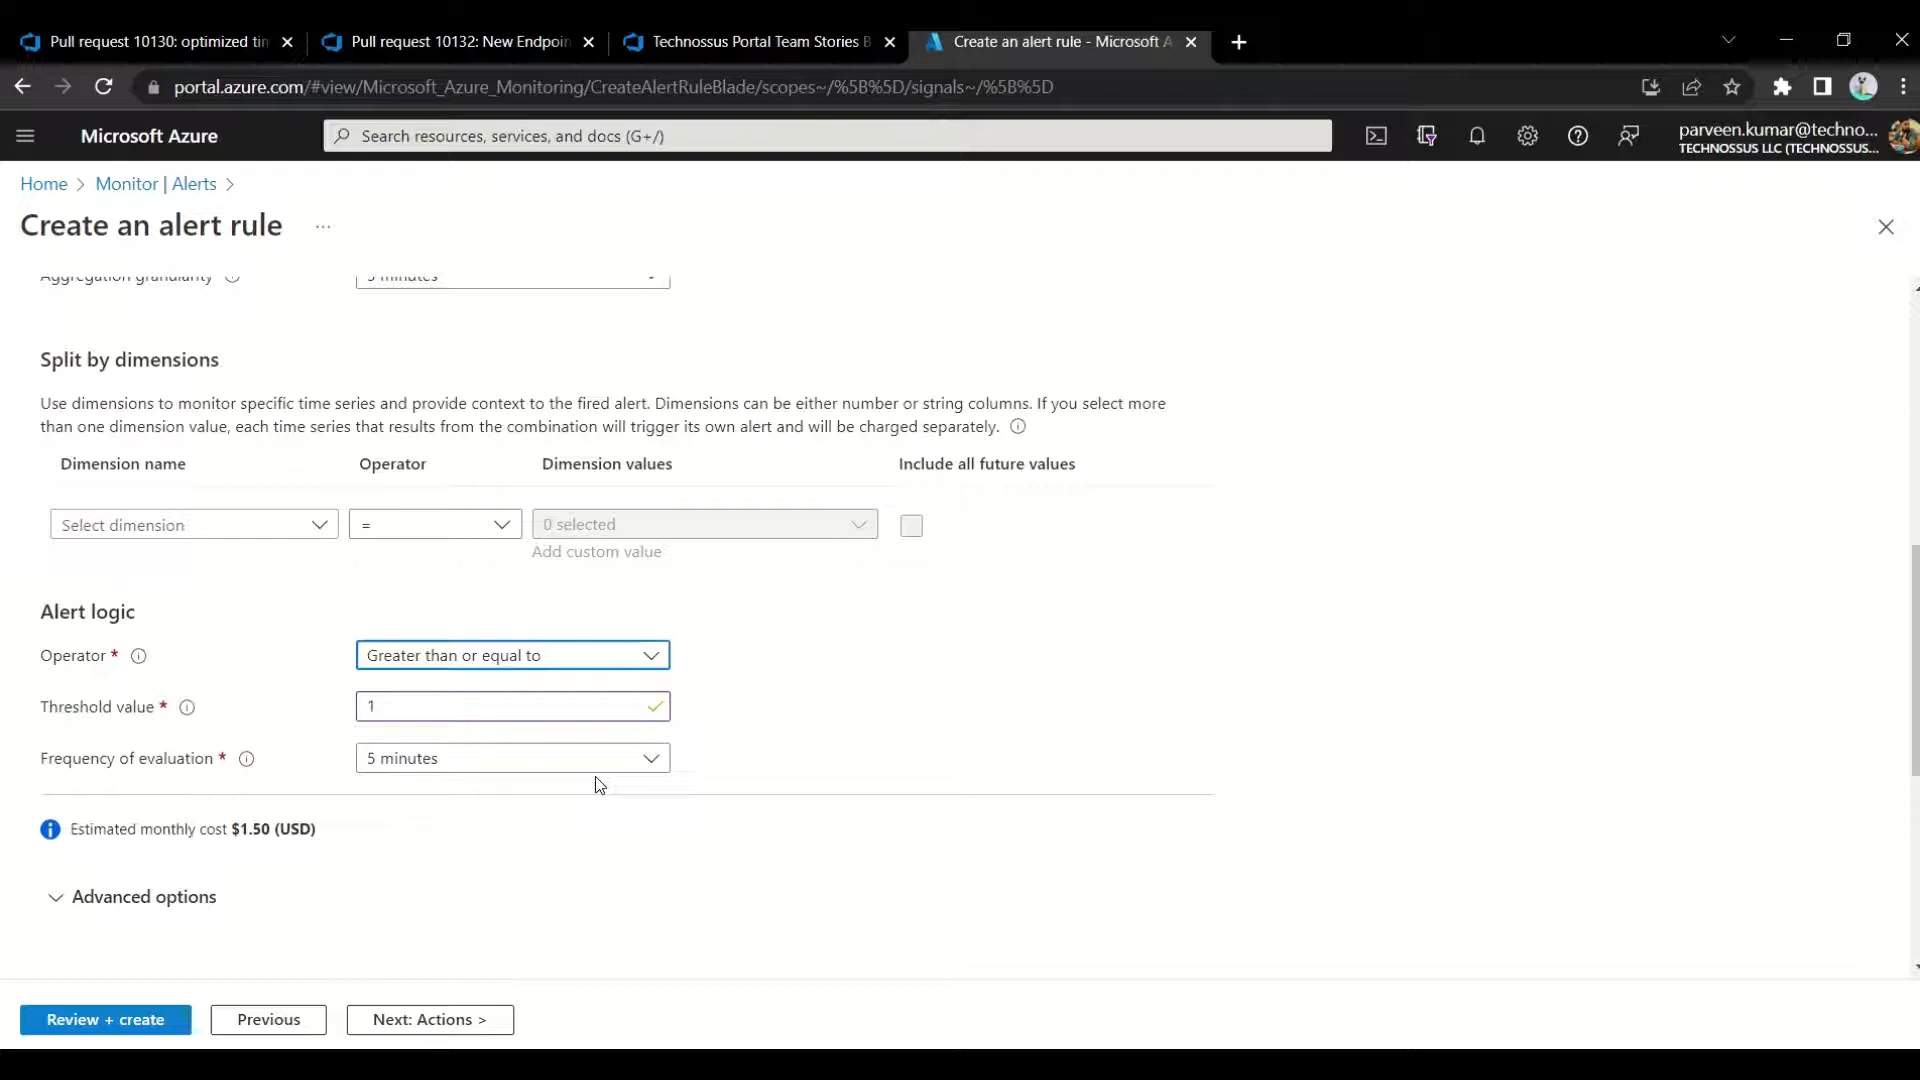 Pull request 10130: optimized tim
Pull request 10132: New Endpoin
Technossus Portal Team Stories B
Create an alert rule - Microsoft A
portal.azure.com/#view/Microsoft_Azure_Monitoring/CreateAlertRuleBlade/scopes~/%5B%5D/signals~/%5B%5D
Microsoft Azure
Search resources, services, and docs (G+/)
parveen.kumar@techno...
TECHNOSSUS LLC (TECHNOSSUS...
Home > Monitor | Alerts >
Create an alert rule ...
Aggregation granularity
5 minutes
Split by dimensions
Use dimensions to monitor specific time series and provide context to the fired alert. Dimensions can be either number or string columns. If you select more
than one dimension value, each time series that results from the combination will trigger its own alert and will be charged separately.
Dimension name Operator Dimension values Include all future values
Select dimension = 0 selected
Add custom value
Alert logic
Operator * Greater than or equal to
Threshold value * 1
Frequency of evaluation * 5 minutes
Estimated monthly cost $1.50 (USD)
Advanced options
Review + create Previous Next: Actions >